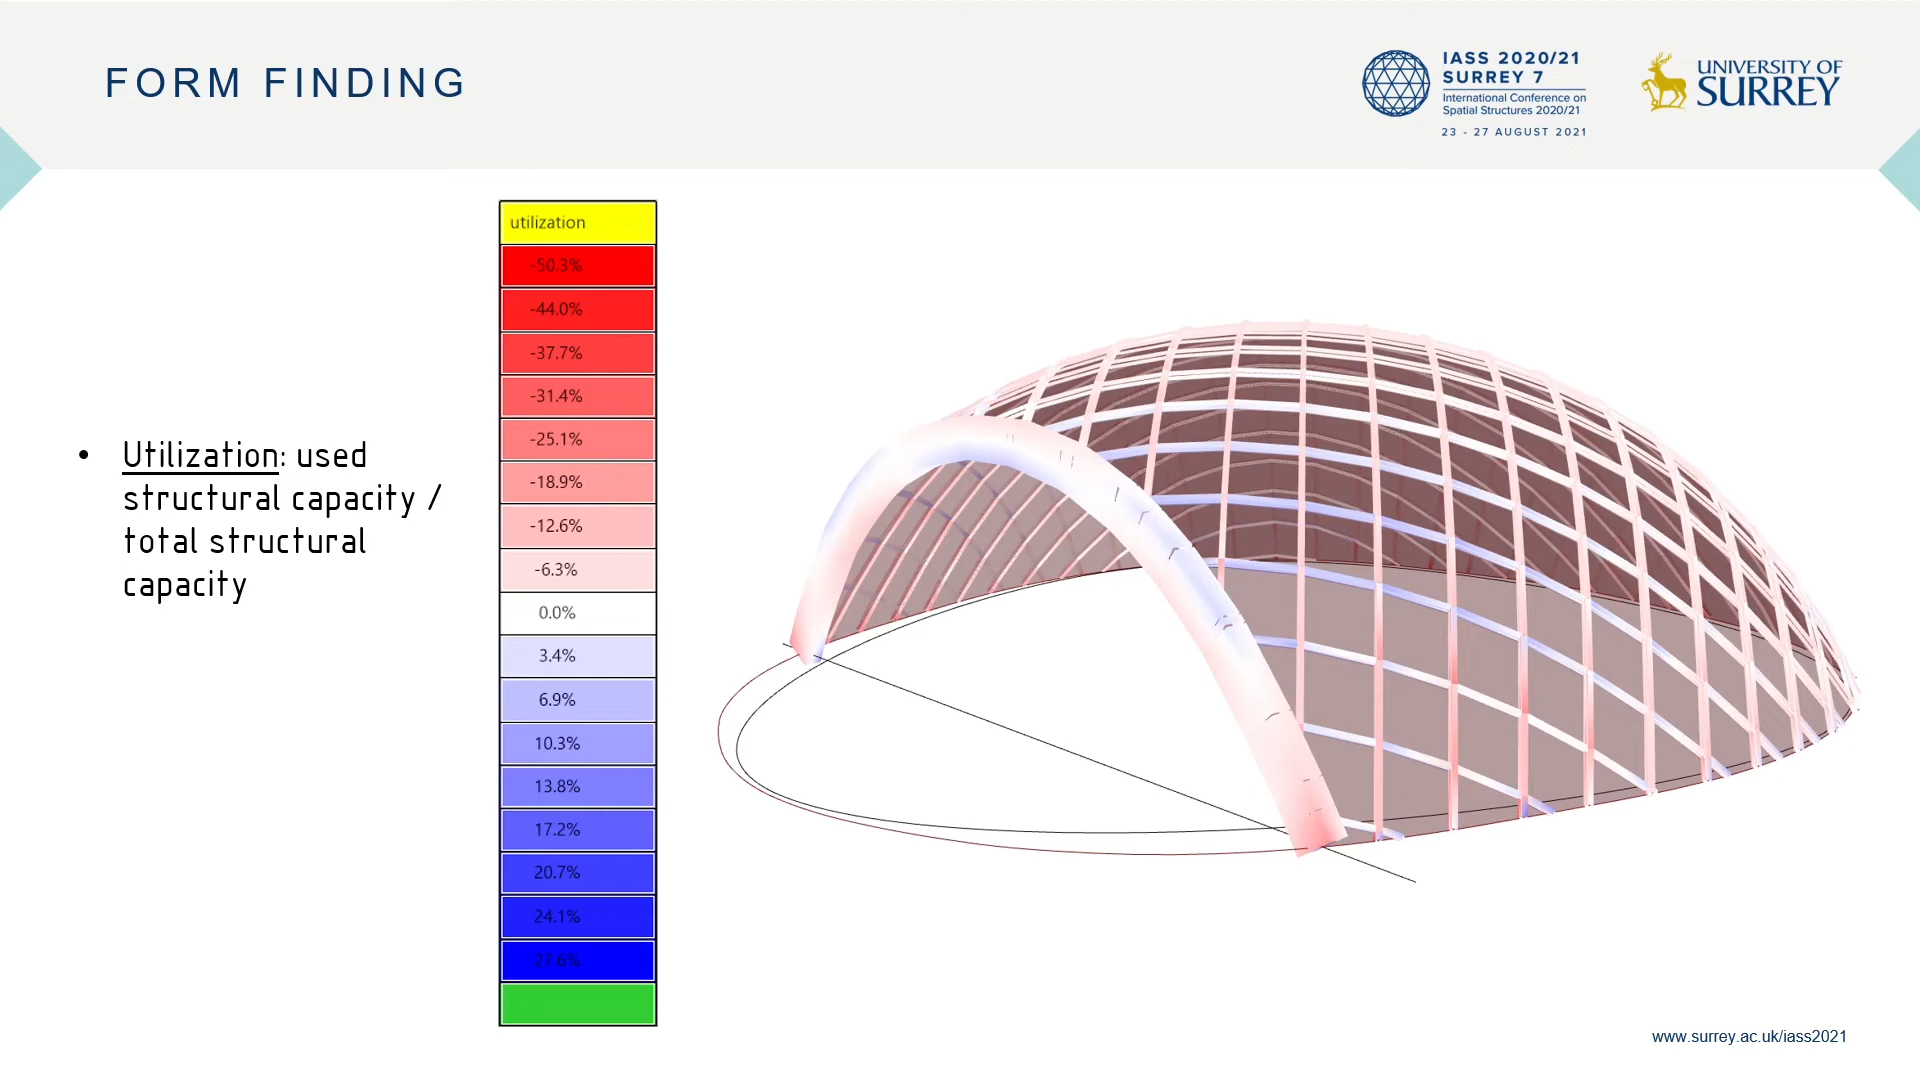 FORM FINDING
IASS 2020/21
SURREY 7
International Conference on
Spatial Structures 2020/21
23 - 27 AUGUST 2021
UNIVERSITY OF
SURREY
• Utilization: used
structural capacity /
total structural
capacity
utilization
-50.3%
-44.0%
-37.7%
-31.4%
-25.1%
-18.9%
-12.6%
-6.3%
0.0%
3.4%
6.9%
10.3%
13.8%
17.2%
20.7%
24.1%
27.6%
www.surrey.ac.uk/iass2021